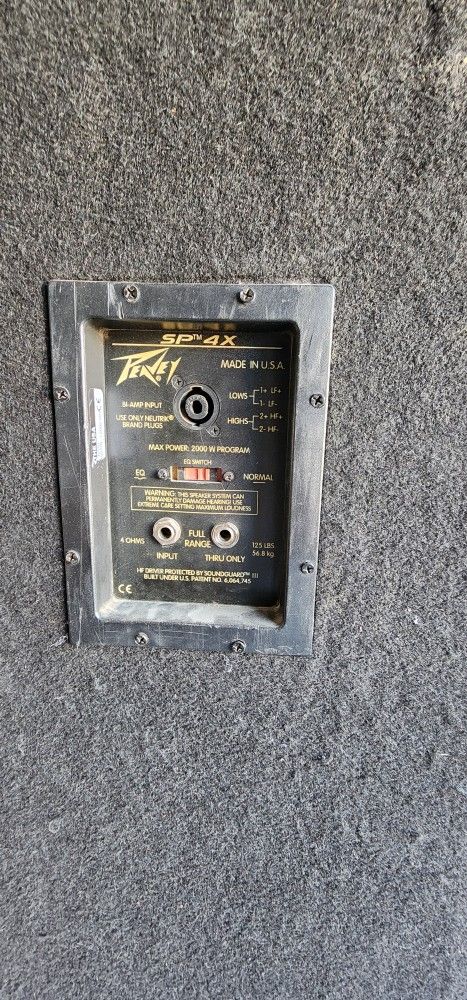 SP™ 4X
PEAVEY®
MADE IN U.S.A.
BI-AMP INPUT
USE ONLY NEUTRIK®
BRAND PLUGS
LOWS
1+ LF+
1- LF-
HIGHS
2+ HF+
2- HF-
MAX POWER: 2000 W PROGRAM
EQ SWITCH
EQ
NORMAL
WARNING: THIS SPEAKER SYSTEM CAN
PERMANENTLY DAMAGE HEARING! USE
EXTREME CARE SETTING MAXIMUM LOUDNESS
4 OHMS
FULL
RANGE
INPUT
THRU ONLY
125 LBS
56.8 kg
HF DRIVER PROTECTED BY SOUNDGUARD™ III
BUILT UNDER U.S. PATENT NO. 6,064,745
CE